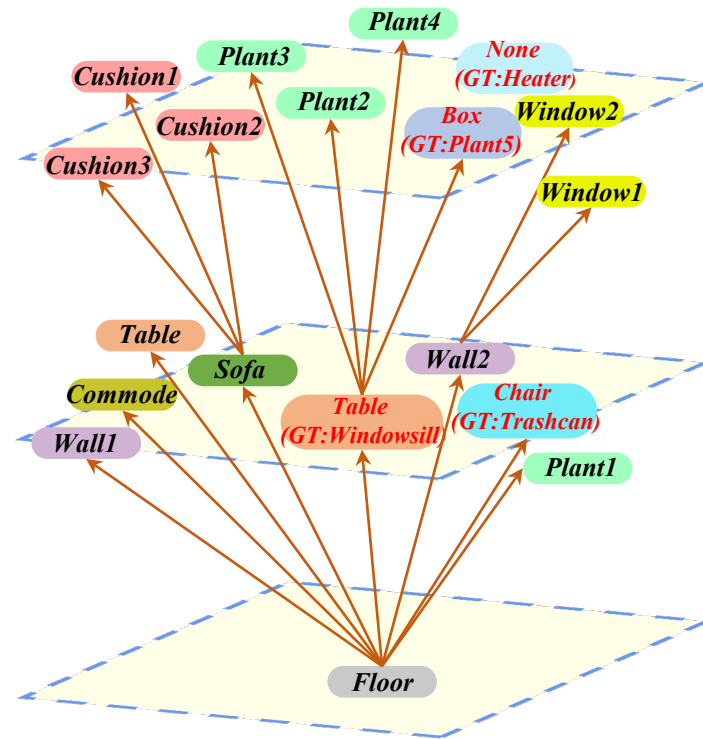 Plant4
Plant3
None
(GT:Heater)
Cushion1
Plant2
Box
(GT:Plant5)
Window2
Cushion2
Cushion3
Window1
Table
Sofa
Wall2
Commode
Table
(GT:Windowsill)
Chair
(GT:Trashcan)
Wall1
Plant1
Floor